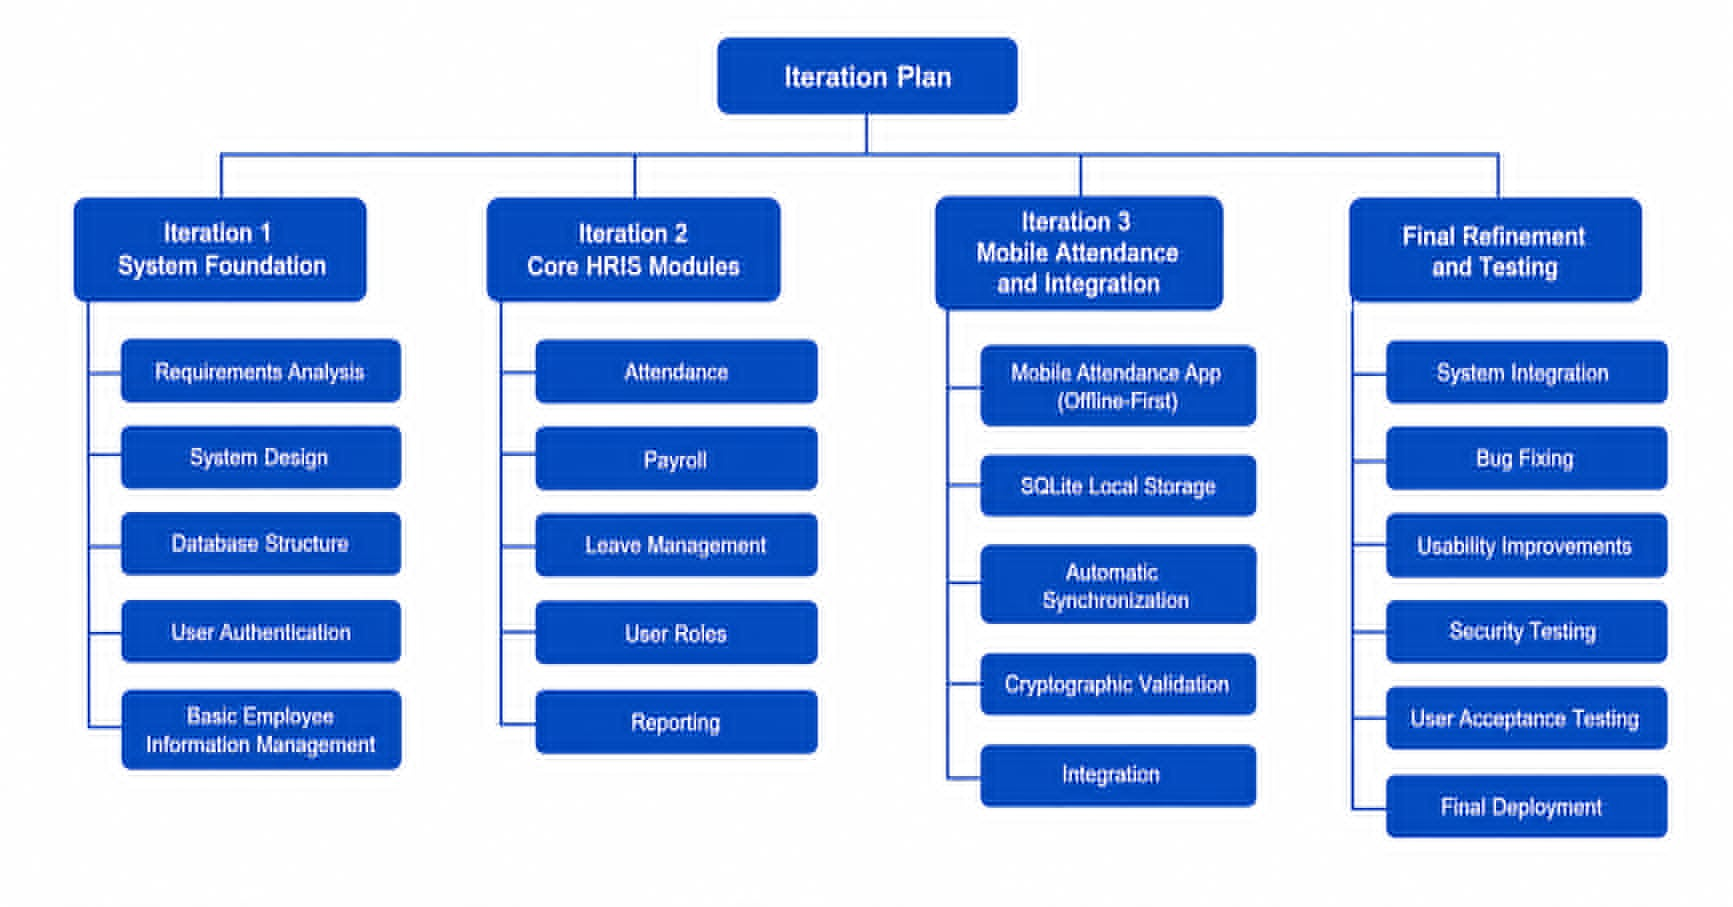 Iteration Plan
Iteration 1
System Foundation
Requirements Analysis
System Design
Database Structure
User Authentication
Basic Employee
Information Management
Iteration 2
Core HRIS Modules
Attendance
Payroll
Leave Management
User Roles
Reporting
Iteration 3
Mobile Attendance
and Integration
Mobile Attendance App
(Offline-First)
SQLite Local Storage
Automatic
Synchronization
Cryptographic Validation
Integration
Final Refinement
and Testing
System Integration
Bug Fixing
Usability Improvements
Security Testing
User Acceptance Testing
Final Deployment